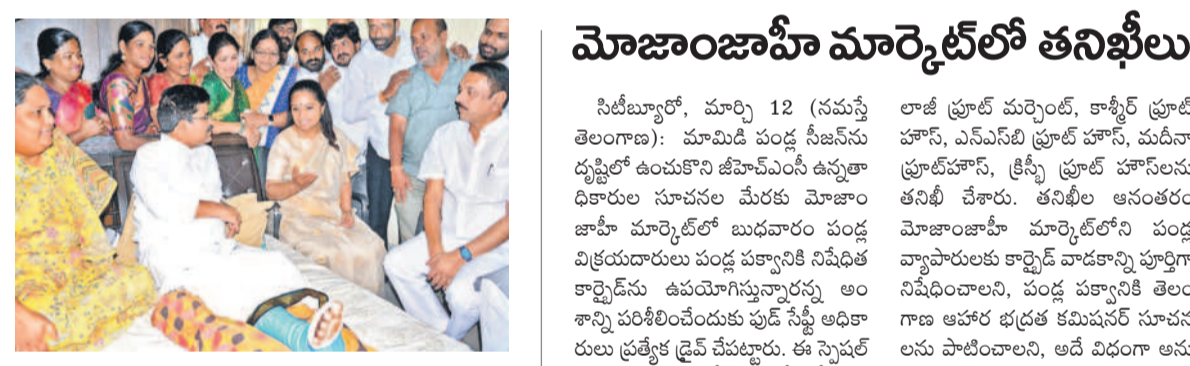 మోజాంజాహీ మార్కెట్‌లో తనిఖీలు
సిటీబ్యూరో, మార్చి 12 (నమస్తే
తెలంగాణ): మామిడి పండ్ల సీజన్‌ను
దృష్టిలో ఉంచుకొని జీహెచ్‌ఎంసీ ఉన్నతా
ధికారుల సూచనల మేరకు మోజాం
జాహీ మార్కెట్‌లో బుధవారం పండ్ల
విక్రయదారులు పండ్ల పక్వానికి నిషేధిత
కార్బైడ్‌ను ఉపయోగిస్తున్నారన్న అం
శాన్ని పరిశీలించేందుకు ఫుడ్ సేఫ్టీ అధికా
రులు ప్రత్యేక డ్రైవ్ చేపట్టారు. ఈ స్పెషల్
లాజీ ఫ్రూట్ మర్చెంట్, కాశ్మీర్ ఫ్రూట్
హౌస్, ఎన్‌ఎస్‌బి ఫ్రూట్ హౌస్, మదీనా
ఫ్రూట్‌హౌస్, క్రిస్పీ ఫ్రూట్ హౌస్‌లను
తనిఖీ చేశారు. తనిఖీల అనంతరం
మోజాంజాహీ మార్కెట్‌లోని పండ్ల
వ్యాపారులకు కార్బైడ్ వాడకాన్ని పూర్తిగా
నిషేధించాలని, పండ్ల పక్వానికి తెలం
గాణ ఆహార భద్రత కమిషనర్ సూచన
లను పాటించాలని, అదే విధంగా అను